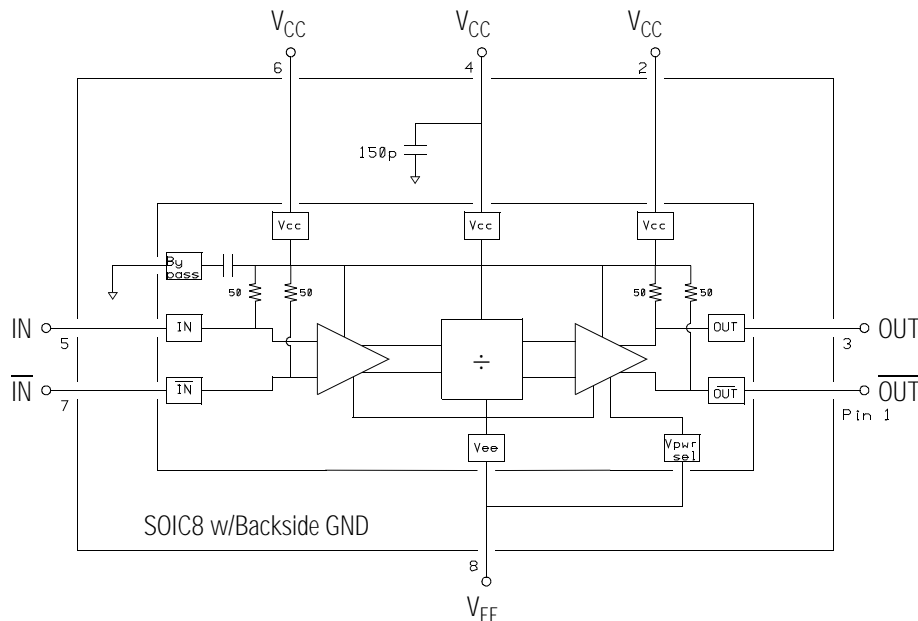 VCC VCC VCC
6 4 2
150p
Vcc Vcc Vcc
By
pass
50 50 50 50
IN IN OUT OUT
5 3
÷
IN IN OUT OUT
7 Pin 1
Vee Vpwr
sel
SOIC8 w/Backside GND
8
VEE